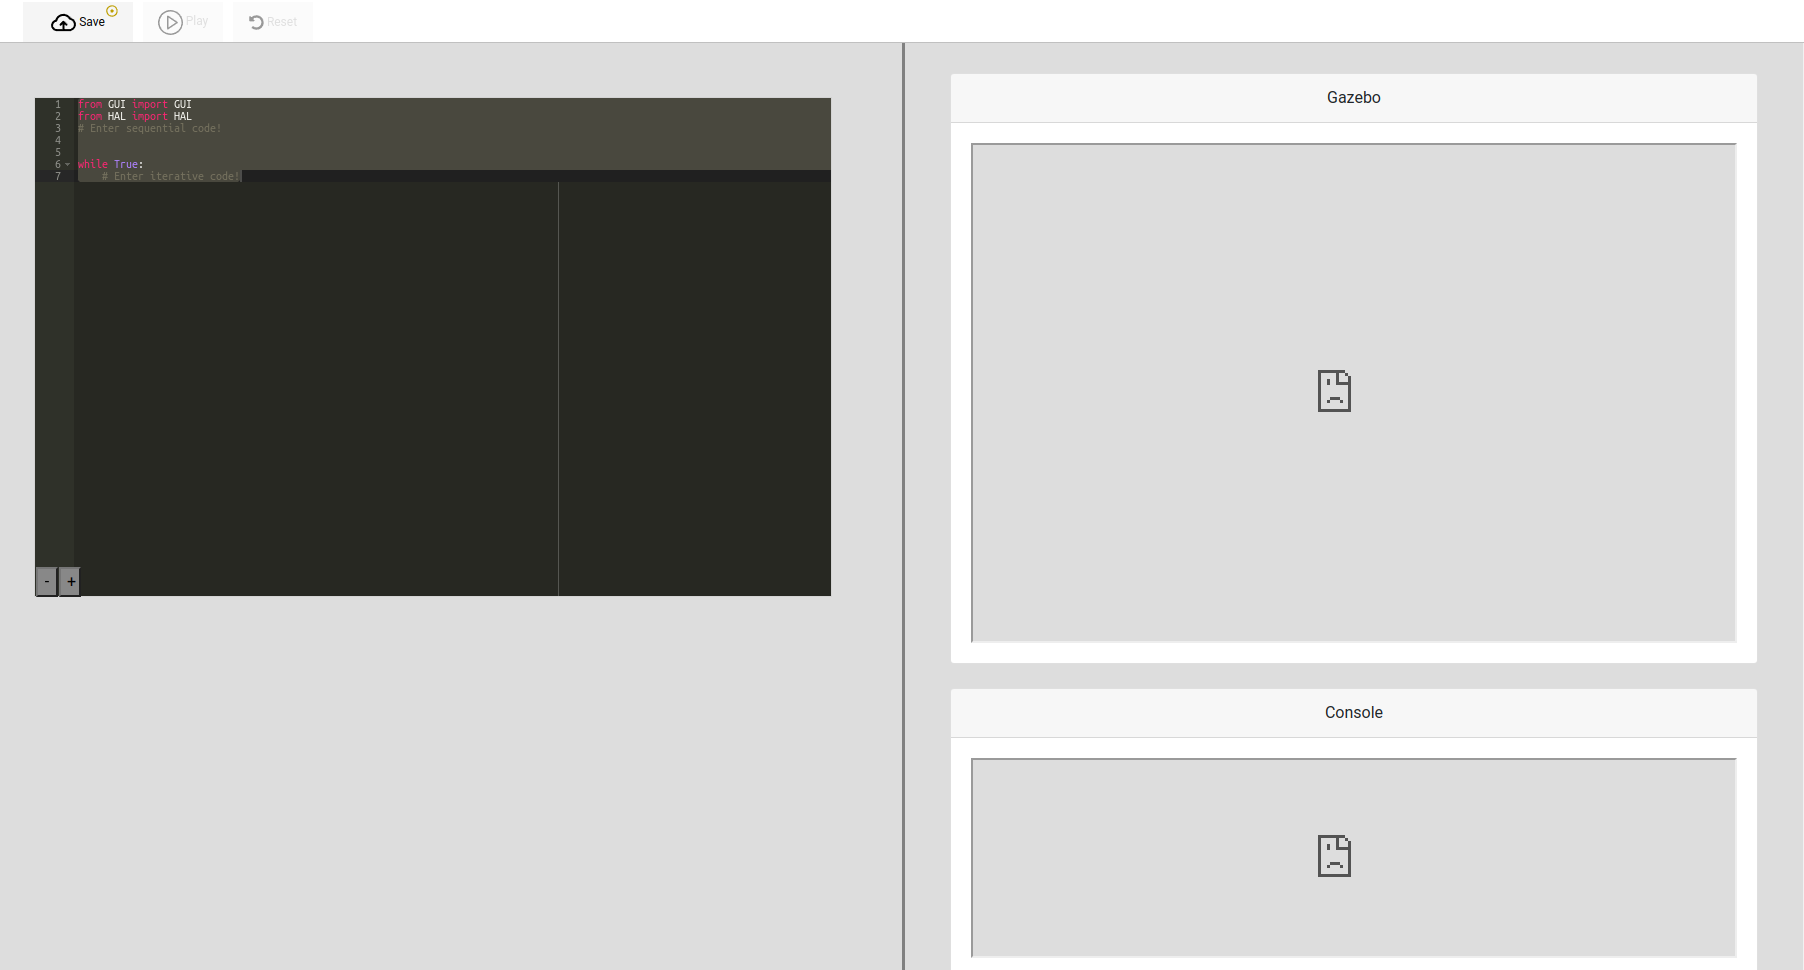 Save Play Reset
1 from GUI import GUI
2 from HAL import HAL
3 # Enter sequential code!
4
5
6 while True:
7 # Enter iterative code!
- +
Gazebo
Console